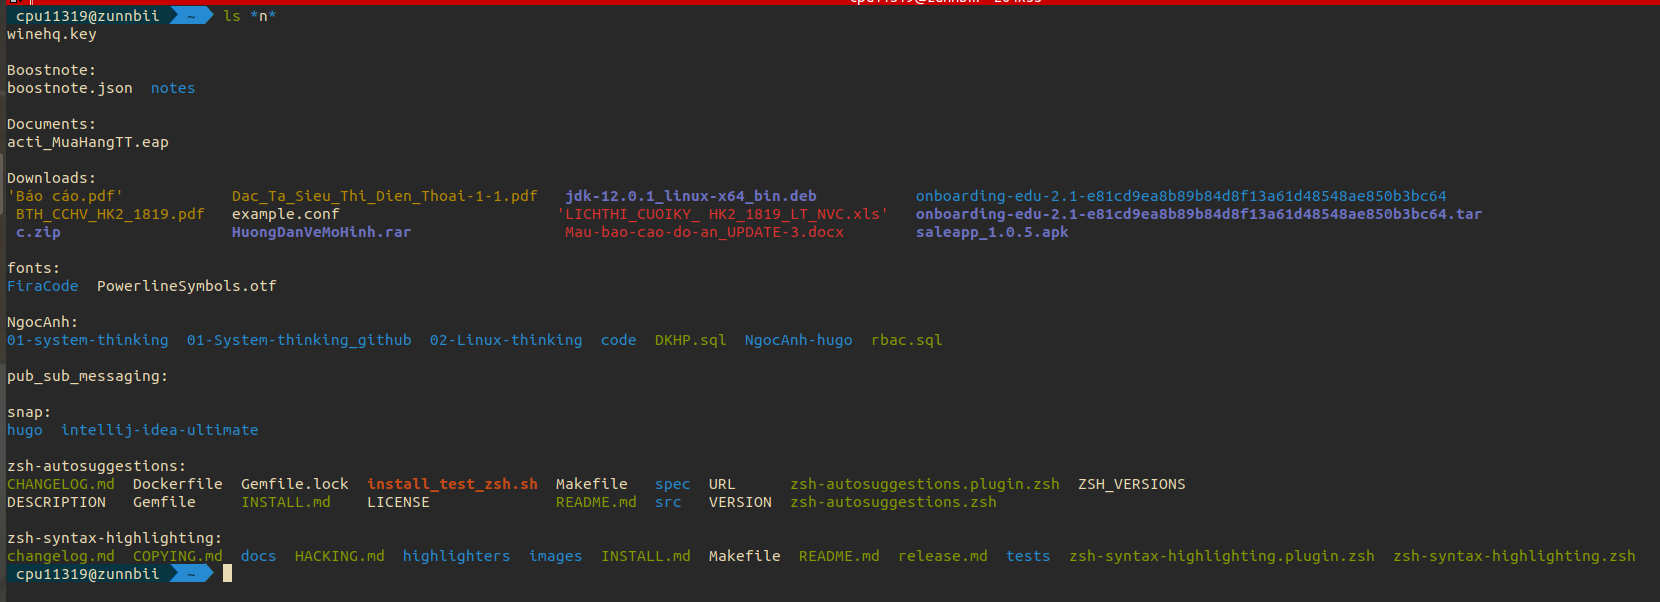 cpu11319@zunnbii ~ ls *n*
winehq.key
Boostnote:
boostnote.json notes
Documents:
acti_MuaHangTT.eap
Downloads:
'Báo cáo.pdf' Dac_Ta_Sieu_Thi_Dien_Thoai-1-1.pdf jdk-12.0.1_linux-x64_bin.deb onboarding-edu-2.1-e81cd9ea8b89b84d8f13a61d48548ae850b3bc64
BTH_CCHV_HK2_1819.pdf example.conf 'LICHTHI_CUOIKY_ HK2_1819_LT_NVC.xls' onboarding-edu-2.1-e81cd9ea8b89b84d8f13a61d48548ae850b3bc64.tar
c.zip HuongDanVeMoHinh.rar Mau-bao-cao-do-an_UPDATE-3.docx saleapp_1.0.5.apk
fonts:
FiraCode PowerlineSymbols.otf
NgocAnh:
01-system-thinking 01-System-thinking_github 02-Linux-thinking code DKHP.sql NgocAnh-hugo rbac.sql
pub_sub_messaging:
snap:
hugo intellij-idea-ultimate
zsh-autosuggestions:
CHANGELOG.md Dockerfile Gemfile.lock install_test_zsh.sh Makefile spec URL zsh-autosuggestions.plugin.zsh ZSH_VERSIONS
DESCRIPTION Gemfile INSTALL.md LICENSE README.md src VERSION zsh-autosuggestions.zsh
zsh-syntax-highlighting:
changelog.md COPYING.md docs HACKING.md highlighters images INSTALL.md Makefile README.md release.md tests zsh-syntax-highlighting.plugin.zsh zsh-syntax-highlighting.zsh
cpu11319@zunnbii ~